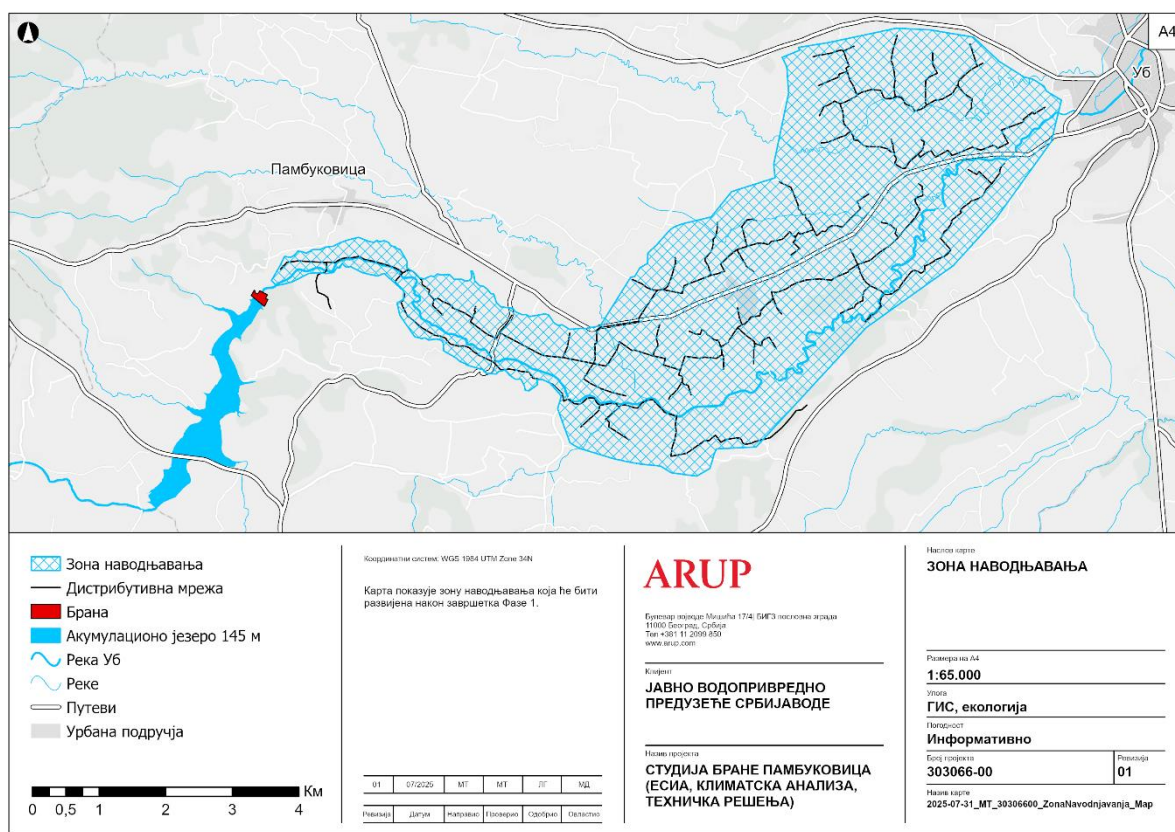 A4
Уб
Памбуковица
Зона наводњавања
Дистрибутивна мрежа
Брана
Акумулационо језеро 145 м
Река Уб
Реке
Путеви
Урбана подручја
0 0,5 1 2 3 4 Км
Координатни систем: WGS 1984 UTM Zone 34N
Карта показује зону наводњавања која ће бити
развијена након завршетка Фазе 1.
01 07/2025 МТ МТ ЛГ МД
Ревизија Датум Направио Проверио Одобрио Овластио
ARUP
Булевар војводе Мишића 17/4| БИГЗ пословна зграда
11000 Београд, Србија
Тел +381 11 2099 850
www.arup.com
Клијент
ЈАВНО ВОДОПРИВРЕДНО
ПРЕДУЗЕЋЕ СРБИЈАВОДЕ
Назив пројекта
СТУДИЈА БРАНЕ ПАМБУКОВИЦА
(ЕСИА, КЛИМАТСКА АНАЛИЗА,
ТЕХНИЧКА РЕШЕЊА)
Наслов карте
ЗОНА НАВОДЊАВАЊА
Размера на А4
1:65.000
Улога
ГИС, екологија
Погодност
Информативно
Број пројекта Ревизија
303066-00 01
Назив карте
2025-07-31_MT_30306600_ZonaNavodnjavanja_Map